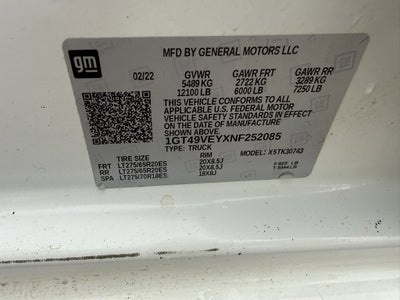 gm
MFD BY GENERAL MOTORS LLC
02/22 GVWR GAWR FRT GAWR RR
5489 KG 2722 KG 3289 KG
12100 LB 6000 LB 7250 LB
THIS VEHICLE CONFORMS TO ALL APPLICABLE
U.S. FEDERAL MOTOR VEHICLE SAFETY
STANDARDS IN EFFECT ON THE
DATE OF MANUFACTURE SHOWN ABOVE.
1GT49VEYXNF252085
TYPE: TRUCK X5TK30743
TIRE SIZE RIM
FRT LT275/65R20ES 20X8.5J
RR LT275/65R20ES 20X8.5J
SPA LT275/70R18ES 18X8J